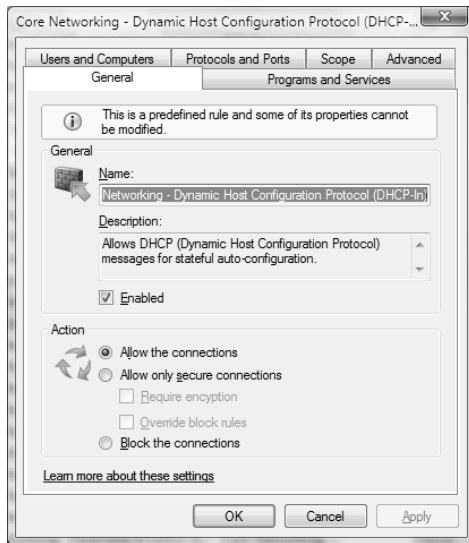 Core Networking - Dynamic Host Configuration Protocol (DHCP-...
Users and Computers
Protocols and Ports
Scope
Advanced
General
Programs and Services
This is a predefined rule and some of its properties cannot
be modified.
General
Name:
Networking - Dynamic Host Configuration Protocol (DHCP-In)
Description:
Allows DHCP (Dynamic Host Configuration Protocol)
messages for stateful auto-configuration.
Enabled
Action
Allow the connections
Allow only secure connections
Require encyption
Override block rules
Block the connections
Learn more about these settings
OK
Cancel
Apply